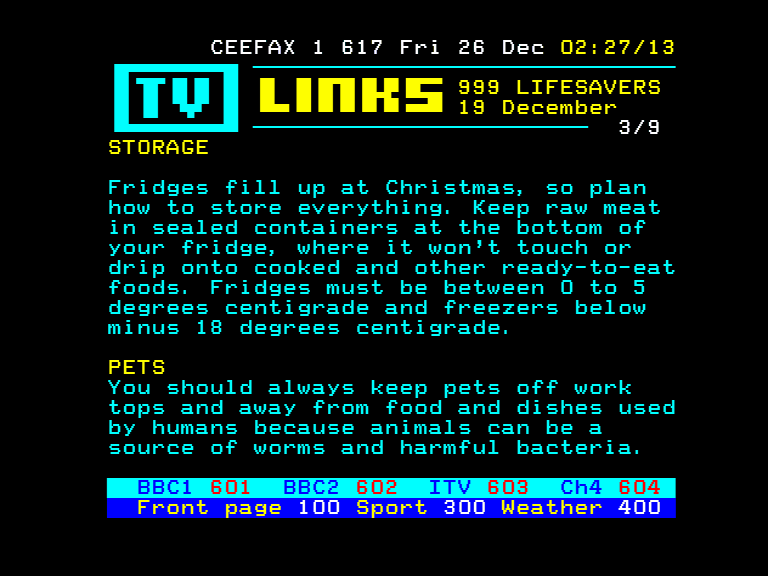 CEEFAX 1 617 Fri 26 Dec 02:27/13
TV LINKS 999 LIFESAVERS
19 December
3/9
STORAGE
Fridges fill up at Christmas, so plan
how to store everything. Keep raw meat
in sealed containers at the bottom of
your fridge, where it won't touch or
drip onto cooked and other ready-to-eat
foods. Fridges must be between 0 to 5
degrees centigrade and freezers below
minus 18 degrees centigrade.
PETS
You should always keep pets off work
tops and away from food and dishes used
by humans because animals can be a
source of worms and harmful bacteria.
BBC1 601 BBC2 602 ITV 603 Ch4 604
Front page 100 Sport 300 Weather 400